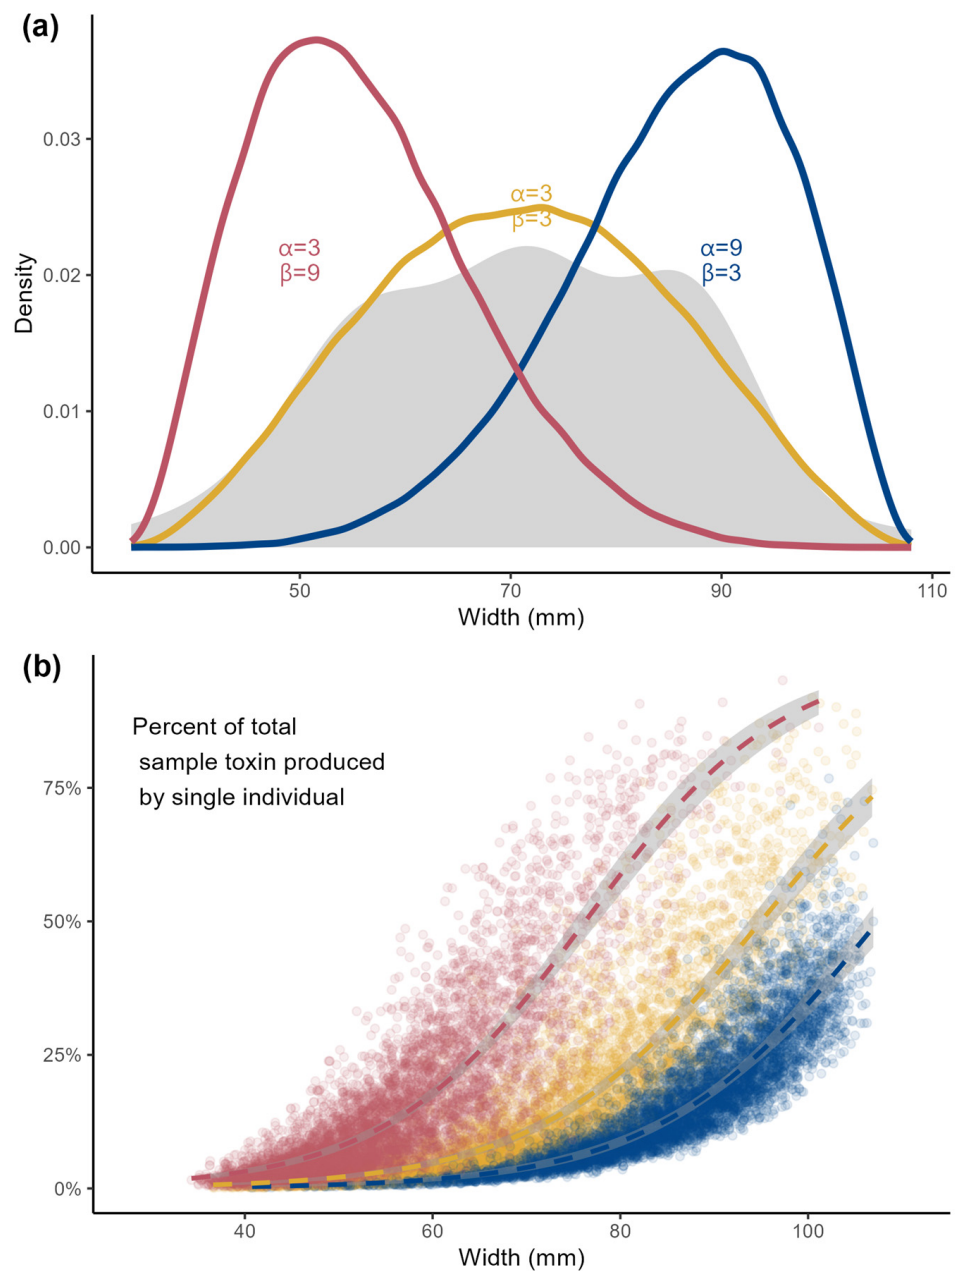 (a)
0.03
0.02
0.01
0.00
Density
α=3
β=9
α=3
β=3
α=9
β=3
50 70 90 110
Width (mm)
(b)
Percent of total
sample toxin produced
by single individual
75%
50%
25%
0%
40 60 80 100
Width (mm)